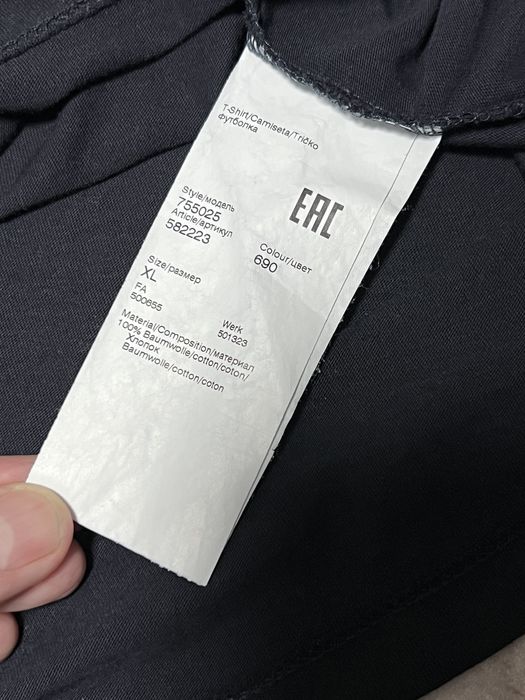 T-Shirt/Camiseta/Tričko
Футболка
EAC
Style/модель
755025
Article/артикул
582223
Colour/цвет
690
Size/размер
XL
FA
500655
Werk
501323
Material/Composition/материал
100% Baumwolle/cotton/coton/
Хлопок
Baumwolle/cotton/coton